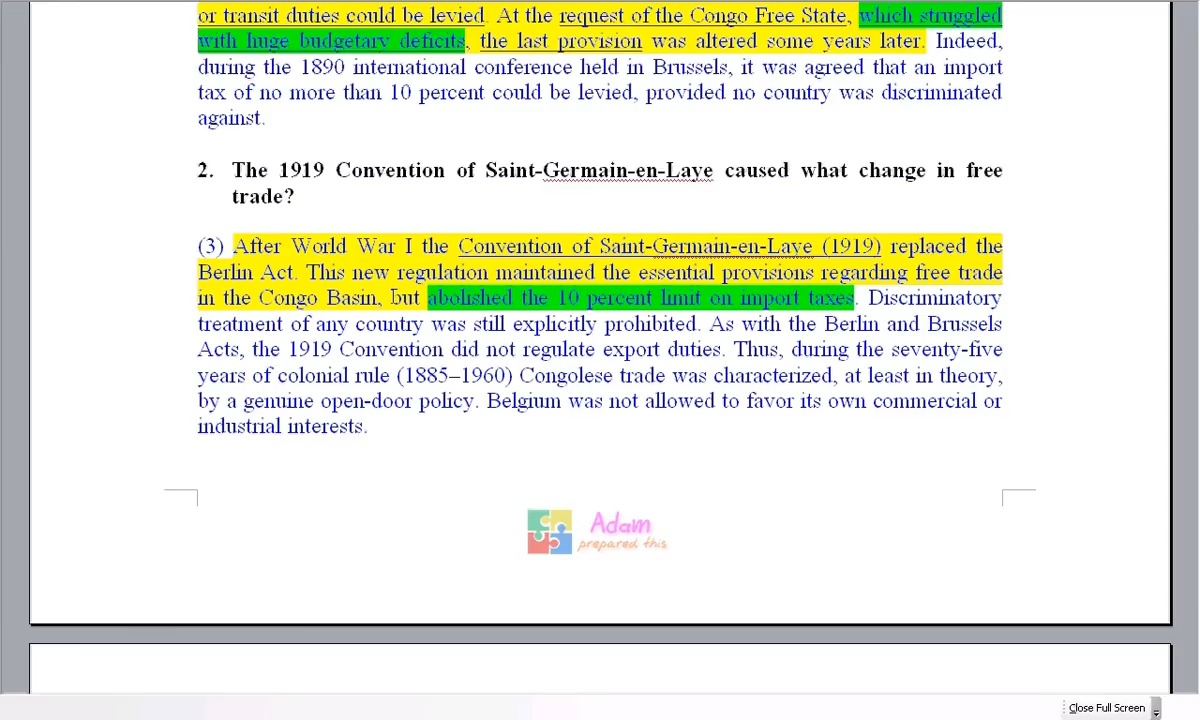 or transit duties could be levied. At the request of the Congo Free State, which struggled
with huge budgetary deficits, the last provision was altered some years later. Indeed,
during the 1890 international conference held in Brussels, it was agreed that an import
tax of no more than 10 percent could be levied, provided no country was discriminated
against.
2. The 1919 Convention of Saint-Germain-en-Laye caused what change in free
trade?
(3) After World War I the Convention of Saint-Germain-en-Laye (1919) replaced the
Berlin Act. This new regulation maintained the essential provisions regarding free trade
in the Congo Basin, but abolished the 10 percent limit on import taxes. Discriminatory
treatment of any country was still explicitly prohibited. As with the Berlin and Brussels
Acts, the 1919 Convention did not regulate export duties. Thus, during the seventy-five
years of colonial rule (1885–1960) Congolese trade was characterized, at least in theory,
by a genuine open-door policy. Belgium was not allowed to favor its own commercial or
industrial interests.
Adam
prepared this
Close Full Screen